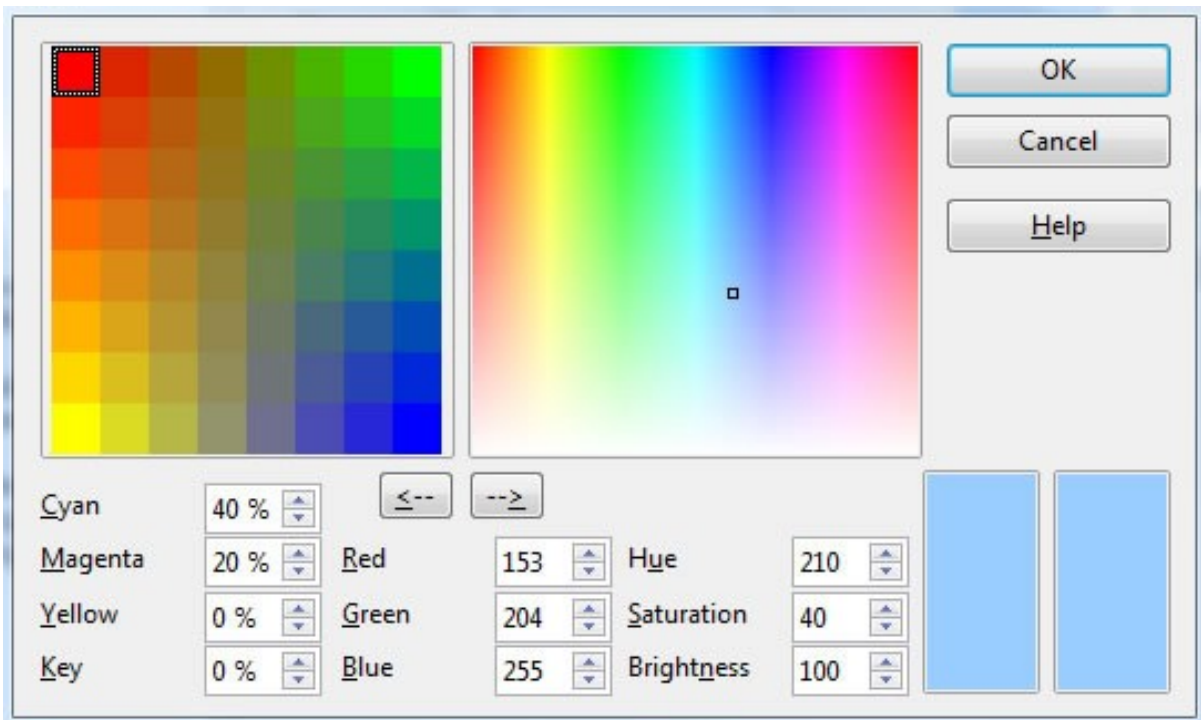 OK
Cancel
Help
<-- -->
Cyan 40 %
Magenta 20 % Red 153 Hue 210
Yellow 0 % Green 204 Saturation 40
Key 0 % Blue 255 Brightness 100